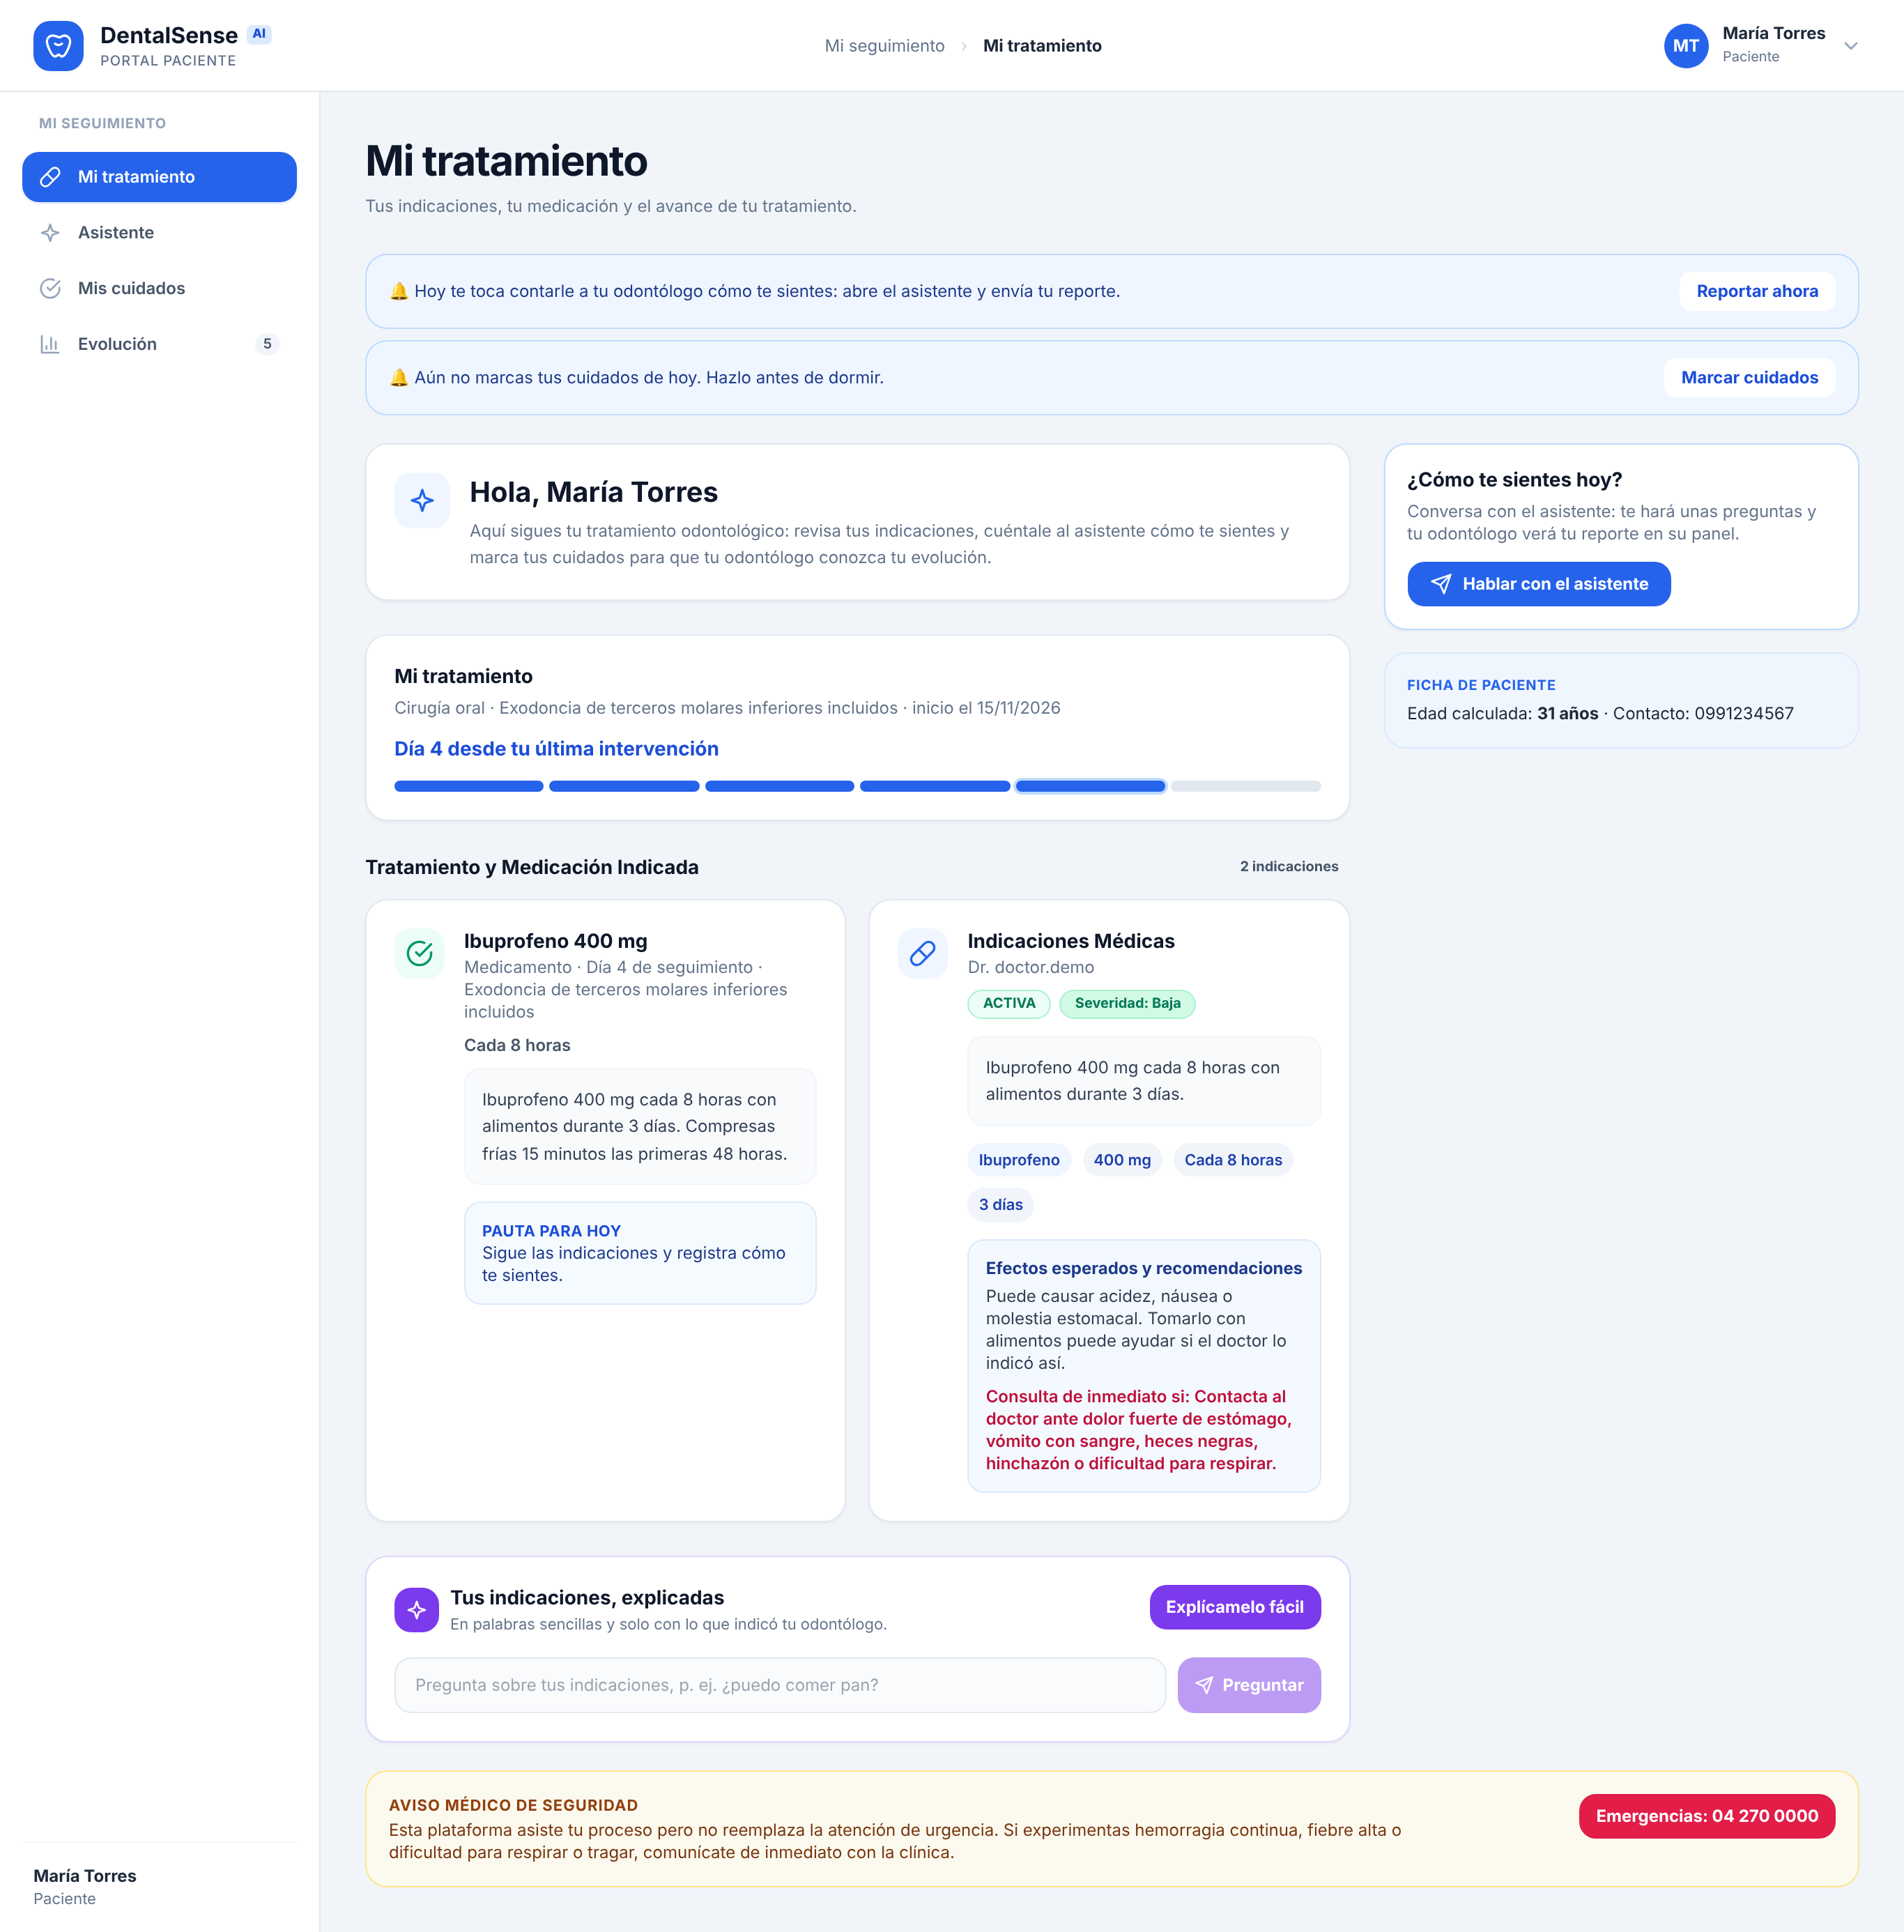 DentalSense AI
PORTAL PACIENTE
Mi seguimiento › Mi tratamiento
MT
María Torres
Paciente
MI SEGUIMIENTO
Mi tratamiento
Asistente
Mis cuidados
Evolución 5
María Torres
Paciente
Mi tratamiento
Tus indicaciones, tu medicación y el avance de tu tratamiento.
🔔 Hoy te toca contarle a tu odontólogo cómo te sientes: abre el asistente y envía tu reporte.
Reportar ahora
🔔 Aún no marcas tus cuidados de hoy. Hazlo antes de dormir.
Marcar cuidados
Hola, María Torres
Aquí sigues tu tratamiento odontológico: revisa tus indicaciones, cuéntale al asistente cómo te sientes y
marca tus cuidados para que tu odontólogo conozca tu evolución.
¿Cómo te sientes hoy?
Conversa con el asistente: te hará unas preguntas y
tu odontólogo verá tu reporte en su panel.
Hablar con el asistente
FICHA DE PACIENTE
Edad calculada: 31 años · Contacto: 0991234567
Mi tratamiento
Cirugía oral · Exodoncia de terceros molares inferiores incluidos · inicio el 15/11/2026
Día 4 desde tu última intervención
Tratamiento y Medicación Indicada
2 indicaciones
Ibuprofeno 400 mg
Medicamento · Día 4 de seguimiento ·
Exodoncia de terceros molares inferiores
incluidos
Cada 8 horas
Ibuprofeno 400 mg cada 8 horas con
alimentos durante 3 días. Compresas
frías 15 minutos las primeras 48 horas.
PAUTA PARA HOY
Sigue las indicaciones y registra cómo
te sientes.
Indicaciones Médicas
Dr. doctor.demo
ACTIVA
Severidad: Baja
Ibuprofeno 400 mg cada 8 horas con
alimentos durante 3 días.
Ibuprofeno
400 mg
Cada 8 horas
3 días
Efectos esperados y recomendaciones
Puede causar acidez, náusea o
molestia estomacal. Tomarlo con
alimentos puede ayudar si el doctor lo
indicó así.
Consulta de inmediato si: Contacta al
doctor ante dolor fuerte de estómago,
vómito con sangre, heces negras,
hinchazón o dificultad para respirar.
Tus indicaciones, explicadas
En palabras sencillas y solo con lo que indicó tu odontólogo.
Explícamelo fácil
Pregunta sobre tus indicaciones, p. ej. ¿puedo comer pan?
Preguntar
AVISO MÉDICO DE SEGURIDAD
Esta plataforma asiste tu proceso pero no reemplaza la atención de urgencia. Si experimentas hemorragia continua, fiebre alta o
dificultad para respirar o tragar, comunícate de inmediato con la clínica.
Emergencias: 04 270 0000